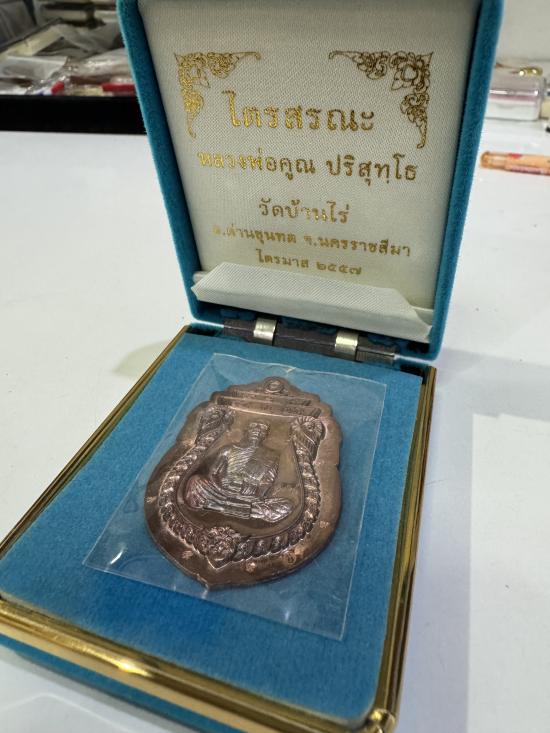 ไตรสรณะ
หลวงพ่อคูณ ปริสุทฺโธ
วัดบ้านไร่
อ.ด่านขุนทด จ.นครราชสีมา
ไตรมาส ๒๕๕๗